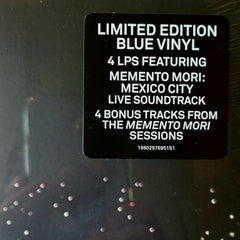 LIMITED EDITION
BLUE VINYL
4 LPS FEATURING
MEMENTO MORI:
MEXICO CITY
LIVE SOUNDTRACK
4 BONUS TRACKS FROM
THE MEMENTO MORI
SESSIONS
19802976951S1